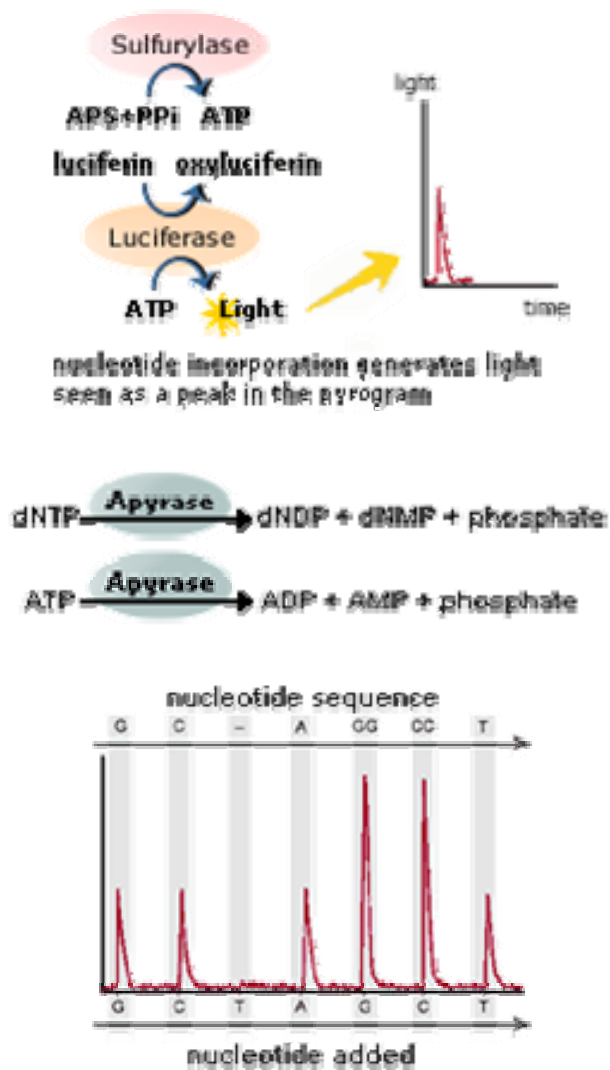 Sulfurylase
APS+PPi ATP
luciferin oxyluciferin
Luciferase
ATP Light
light
time
nucleotide incorporation generates light
seen as a peak in the pyrogram
Apyrase
dNTP dNDP + dNMP + phosphate
Apyrase
ATP ADP + AMP + phosphate
nucleotide sequence
G C – A GG CC T
G C T A G C T
nucleotide added